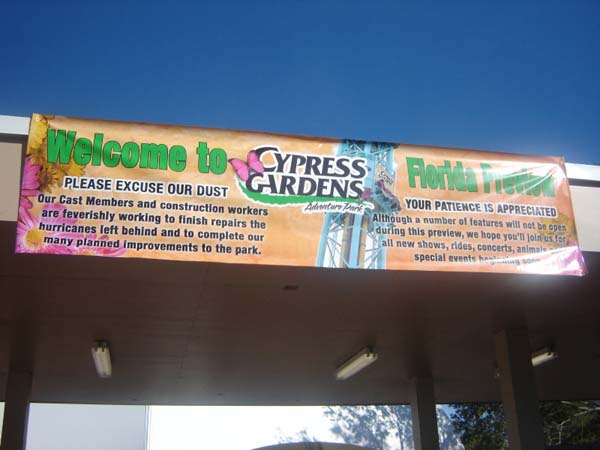 Welcome to
PLEASE EXCUSE OUR DUST
Our Cast Members and construction workers
are feverishly working to finish repairs the
hurricanes left behind and to complete our
many planned improvements to the park.
CYPRESS
GARDENS
Adventure Park
Florida Preview
YOUR PATIENCE IS APPRECIATED
Although a number of features will not be open
during this preview, we hope you'll join us for
all new shows, rides, concerts, animals
special events beginning soon